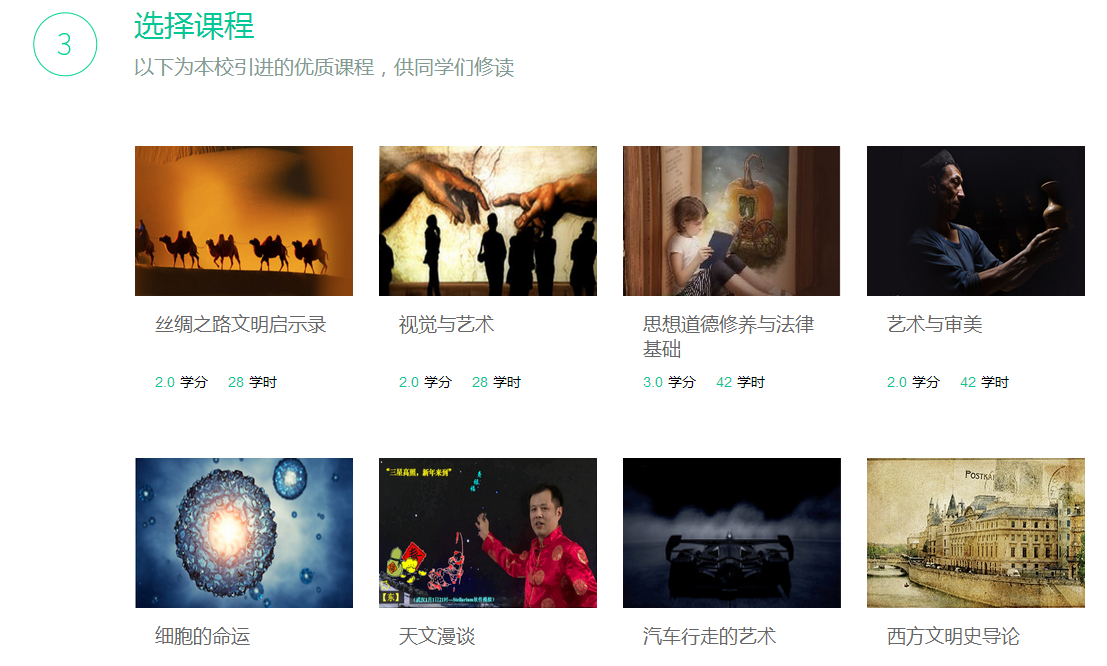 3
选择课程
以下为本校引进的优质课程，供同学们修读
丝绸之路文明启示录
视觉与艺术
思想道德修养与法律
基础
艺术与审美
2.0 学分 28 学时
2.0 学分 28 学时
3.0 学分 42 学时
2.0 学分 42 学时
“三星高照，新年来到”
【东】
细胞的命运
天文漫谈
汽车行走的艺术
西方文明史导论